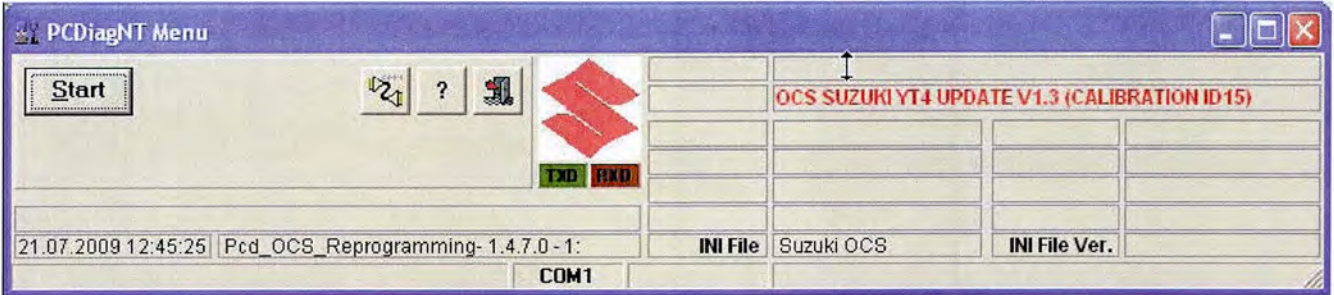 PCDiagNT Menu
Start
?
OCS SUZUKI YT4 UPDATE V1.3 (CALIBRATION ID15)
TXD RXD
21.07.2009 12:45:25 Pcd_OCS_Reprogramming- 1.4.7.0 - 1: INI File Suzuki OCS INI File Ver.
COM1